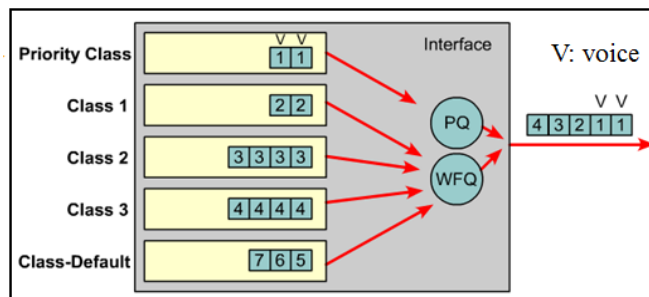 V V
Priority Class 1 1 Interface
V: voice
Class 1 2 2
PQ
V V
4 3 2 1 1
Class 2 3 3 3 3
WFQ
Class 3 4 4 4 4
Class-Default 7 6 5